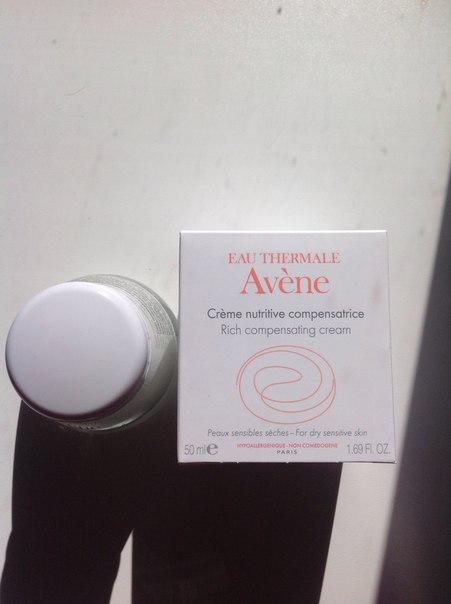 EAU THERMALE
Avène
Crème nutritive compensatrice
Rich compensating cream
Peaux sensibles sèches – For dry sensitive skin
50 ml ℮
HYPOALLERGENIQUE - NON COMEDOGENE
1.69 Fl. OZ.
PARIS